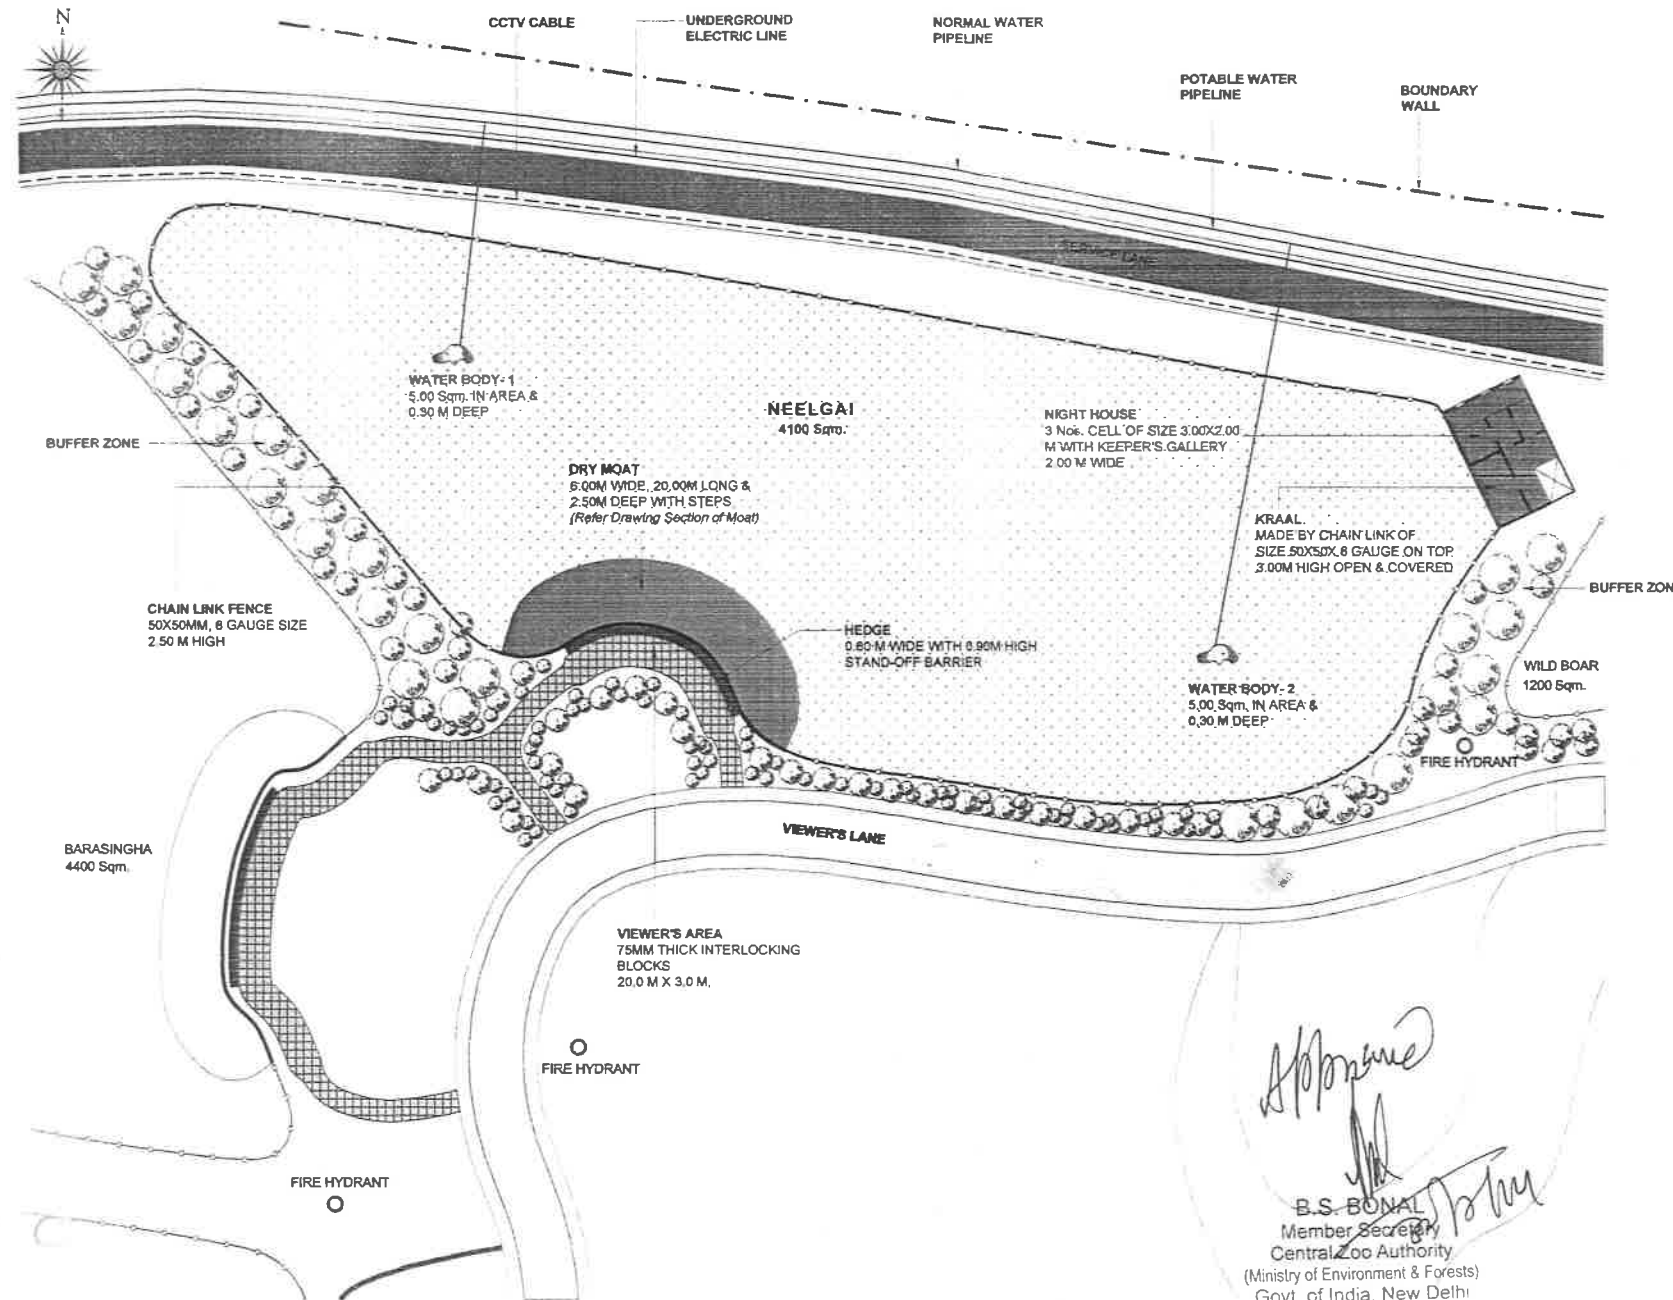 N
CCTV CABLE
UNDERGROUND
ELECTRIC LINE
NORMAL WATER
PIPELINE
POTABLE WATER
PIPELINE
BOUNDARY
WALL
SERVICE LANE
WATER BODY- 1
5.00 Sqm. IN AREA &
0.30 M DEEP
NEELGAI
4100 Sqm.
NIGHT HOUSE
3 Nos. CELL OF SIZE 3.00X2.00
M WITH KEEPER'S GALLERY
2.00 M WIDE
BUFFER ZONE
DRY MOAT
6.00M WIDE, 20.00M LONG &
2.50M DEEP WITH STEPS
(Refer Drawing Section of Moat)
KRAAL
MADE BY CHAIN LINK OF
SIZE 50X50X 8 GAUGE ON TOP
3.00M HIGH OPEN & COVERED
BUFFER ZON
CHAIN LINK FENCE
50X50MM, 8 GAUGE SIZE
2.50 M HIGH
HEDGE
0.60 M WIDE WITH 0.90M HIGH
STAND-OFF BARRIER
WILD BOAR
1200 Sqm.
WATER BODY- 2
5.00 Sqm. IN AREA &
0.30 M DEEP
FIRE HYDRANT
VIEWER'S LANE
BARASINGHA
4400 Sqm.
VIEWER'S AREA
75MM THICK INTERLOCKING
BLOCKS
20.0 M X 3.0 M.
FIRE HYDRANT
FIRE HYDRANT
Approved
B.S. BONAL
Member Secretary
Central Zoo Authority
(Ministry of Environment & Forests)
Govt. of India, New Delhi